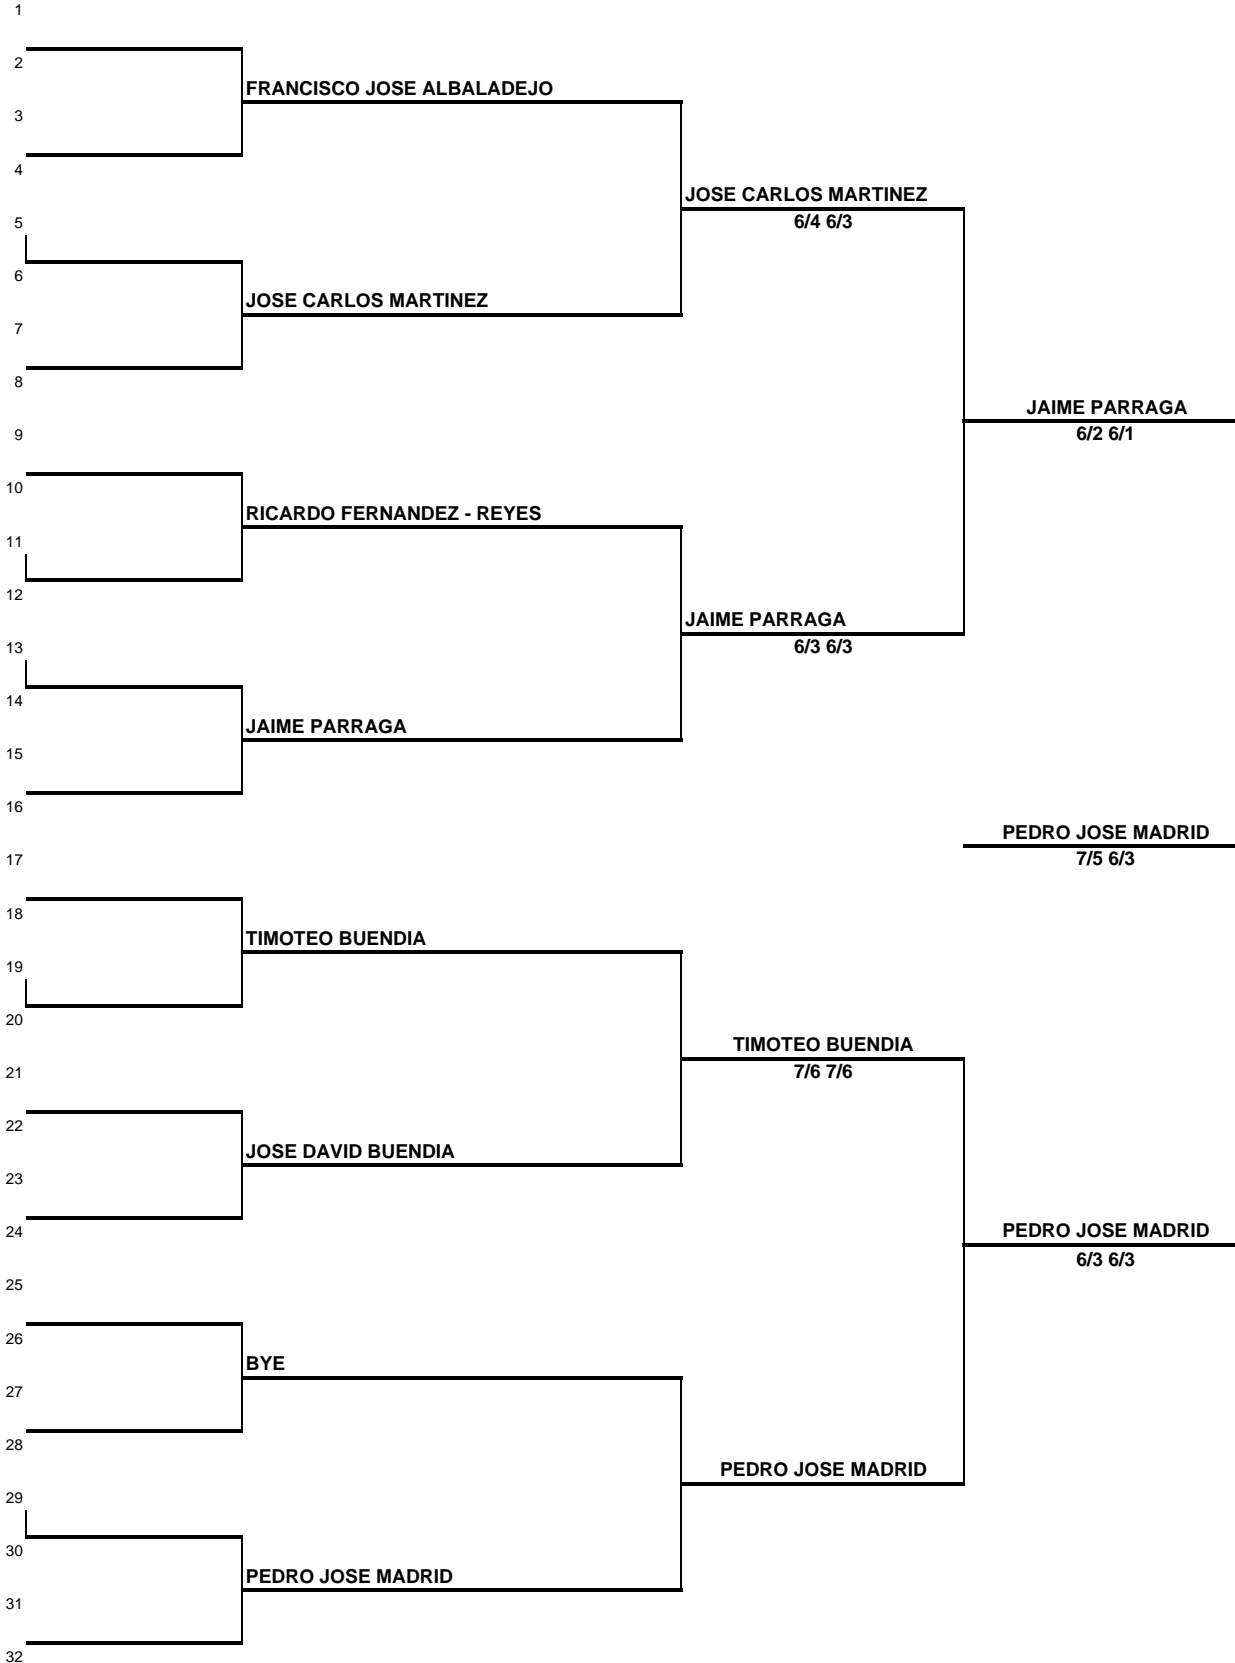 1
2
FRANCISCO JOSE ALBALADEJO
3
4
JOSE CARLOS MARTINEZ
5
6/4 6/3
6
JOSE CARLOS MARTINEZ
7
8
JAIME PARRAGA
9
6/2 6/1
10
RICARDO FERNANDEZ - REYES
11
12
JAIME PARRAGA
13
6/3 6/3
14
JAIME PARRAGA
15
16
PEDRO JOSE MADRID
17
7/5 6/3
18
TIMOTEO BUENDIA
19
20
TIMOTEO BUENDIA
21
7/6 7/6
22
JOSE DAVID BUENDIA
23
24
PEDRO JOSE MADRID
25
6/3 6/3
26
BYE
27
28
PEDRO JOSE MADRID
29
30
PEDRO JOSE MADRID
31
32